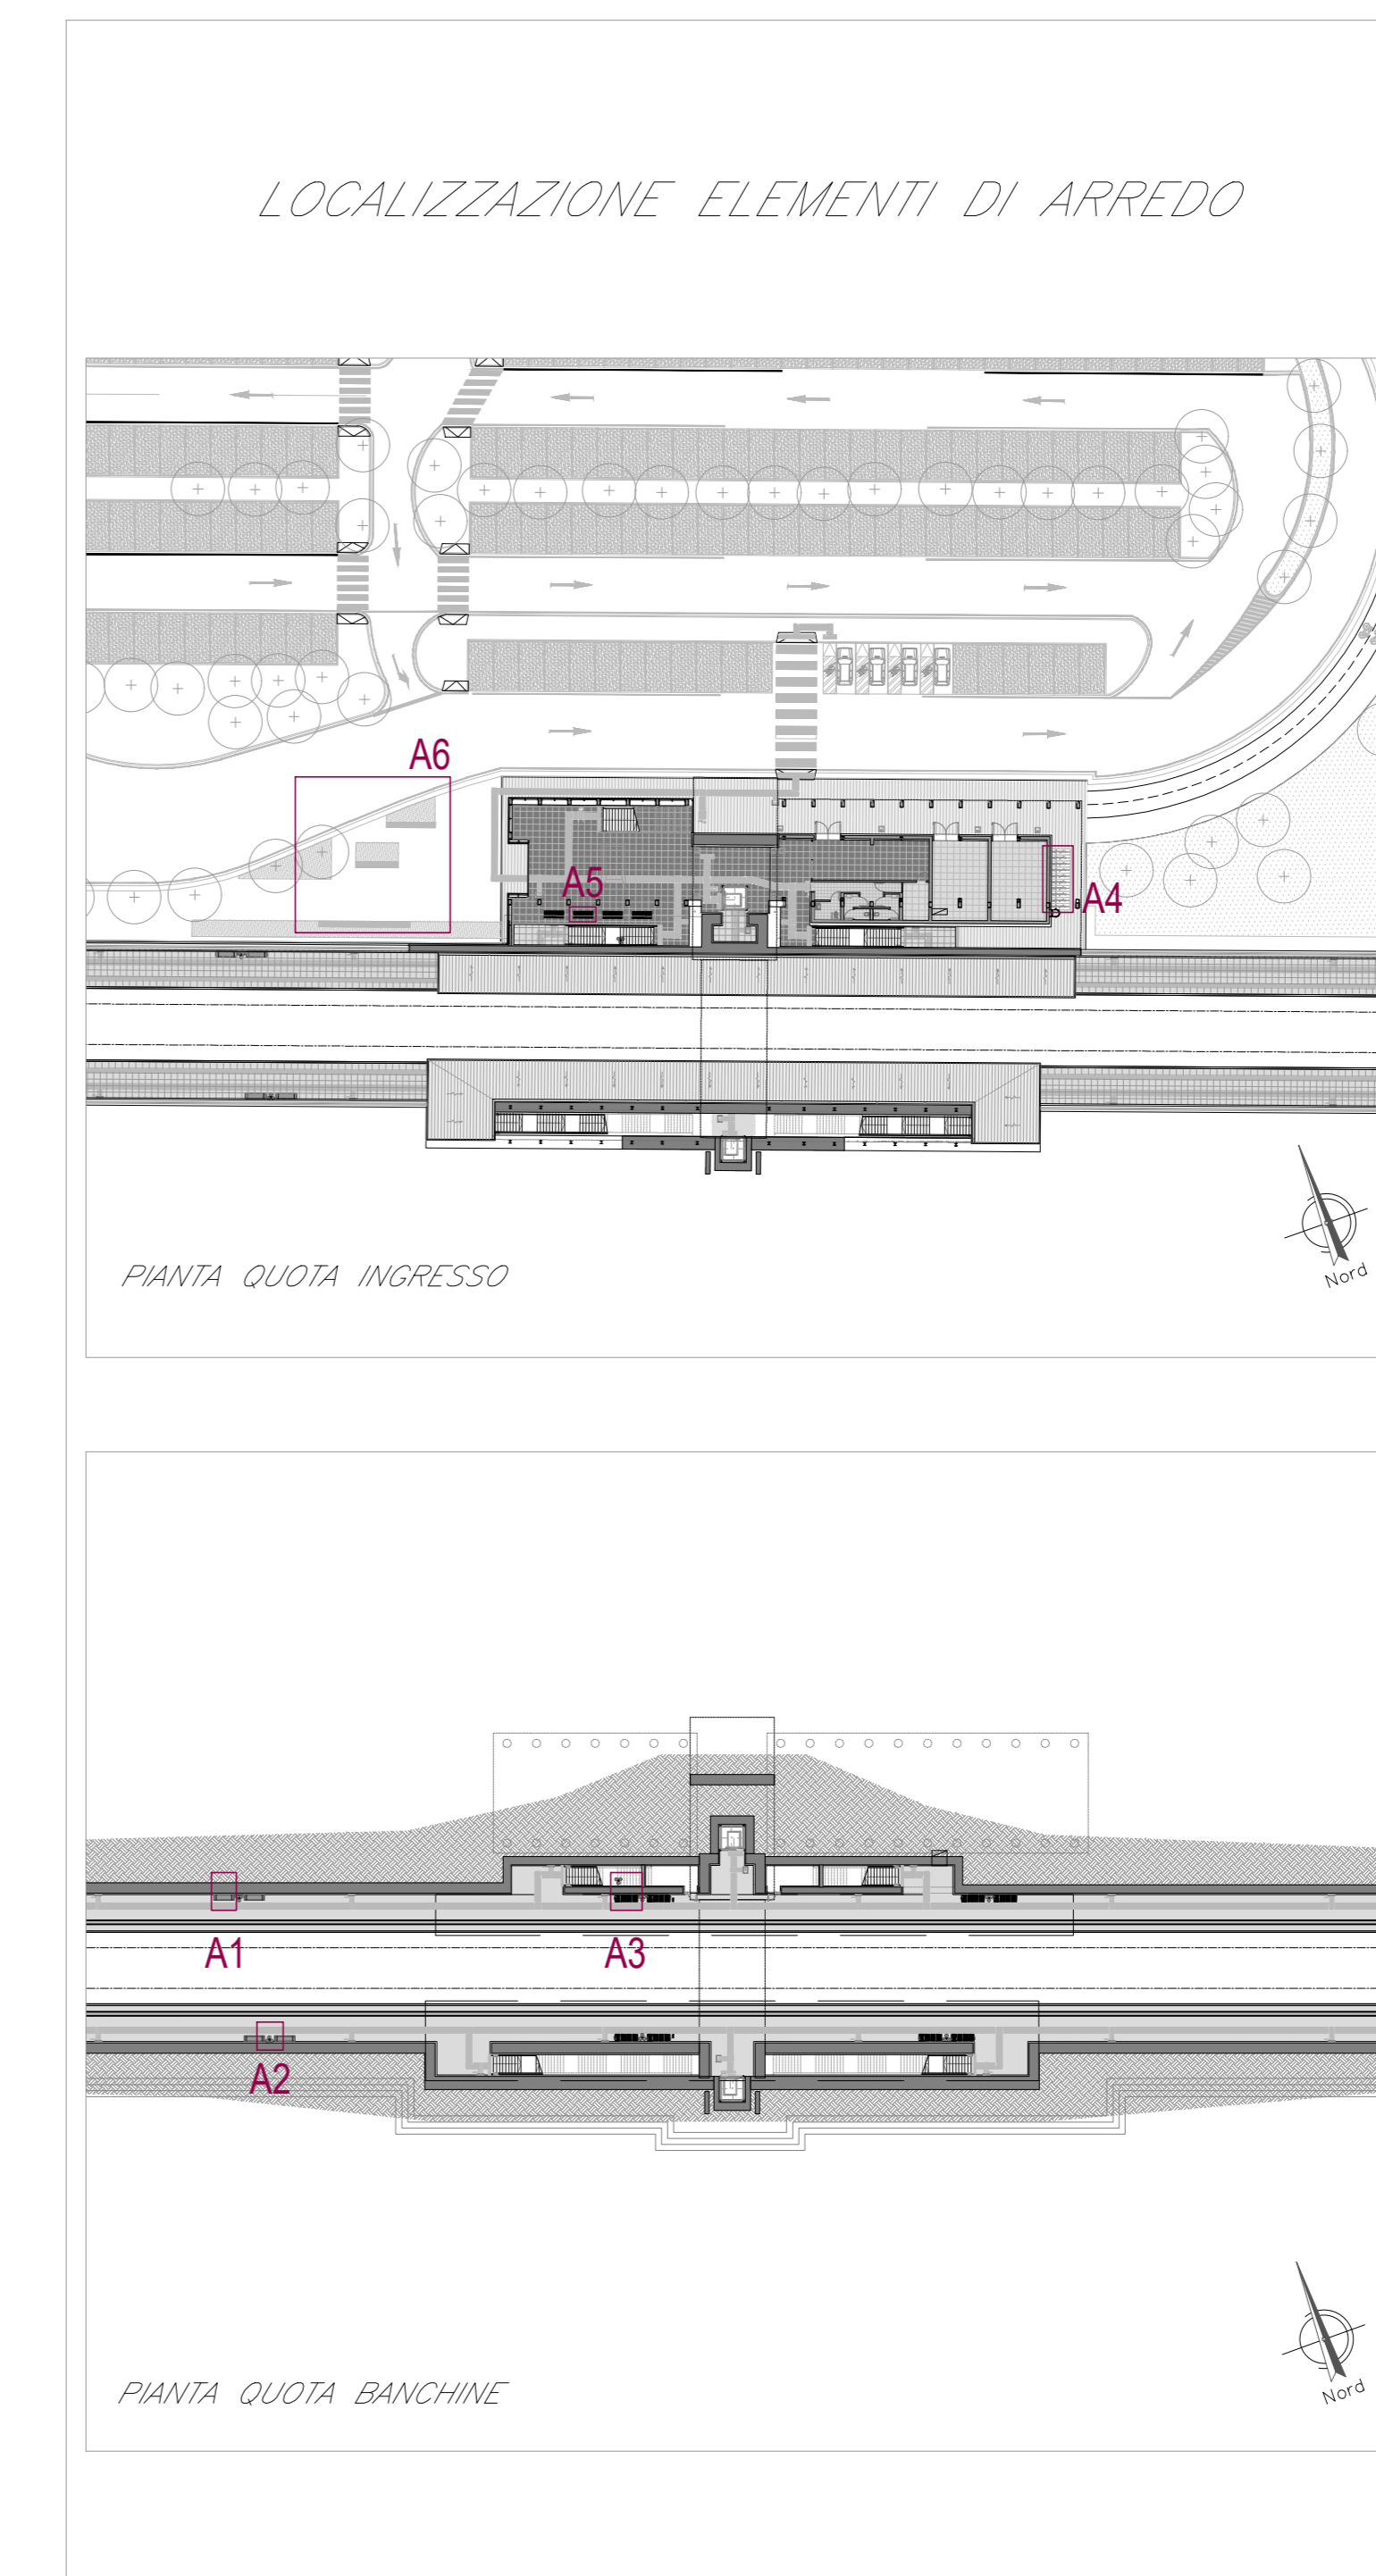 LOCALIZZAZIONE ELEMENTI DI ARREDO
A6
A5
A4
Nord
PIANTA QUOTA INGRESSO
A1
A3
A2
Nord
PIANTA QUOTA BANCHINE